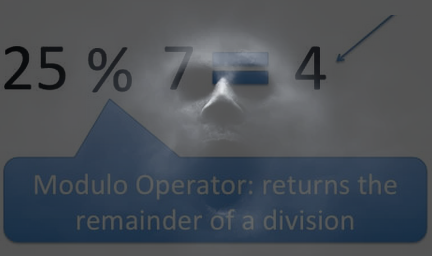 25 % 7 = 4
Modulo Operator: returns the
remainder of a division